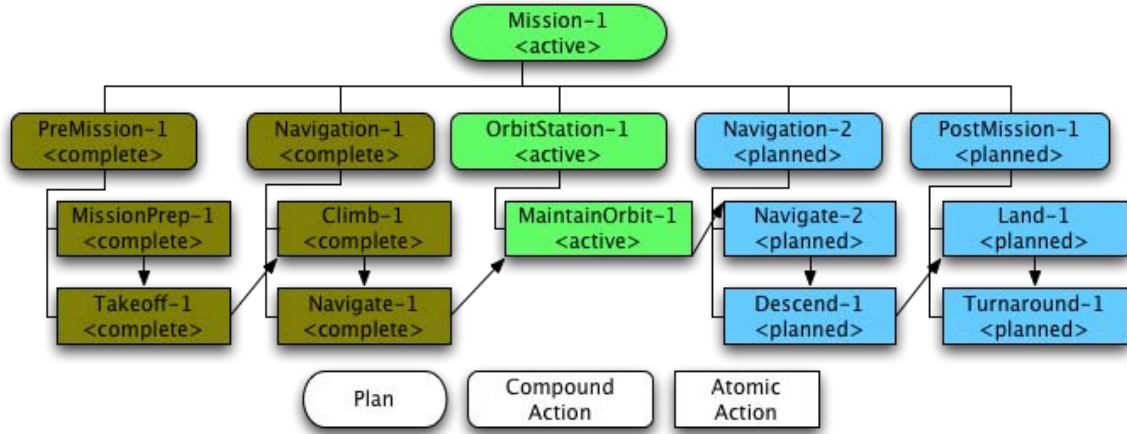 Mission-1
<active>
PreMission-1
<complete>
Navigation-1
<complete>
OrbitStation-1
<active>
Navigation-2
<planned>
PostMission-1
<planned>
MissionPrep-1
<complete>
Climb-1
<complete>
MaintainOrbit-1
<active>
Navigate-2
<planned>
Land-1
<planned>
Takeoff-1
<complete>
Navigate-1
<complete>
Descend-1
<planned>
Turnaround-1
<planned>
Plan
Compound
Action
Atomic
Action